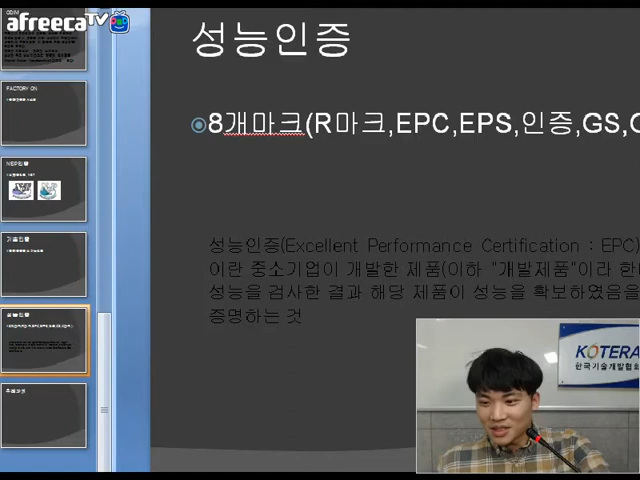 afreecaTV
성능인증
8개마크(R마크,EPC,EPS,인증,GS,
성능인증(Excellent Performance Certification : EPC)
이란 중소기업이 개발한 제품(이하 "개발제품"이라 한
성능을 검사한 결과 해당 제품이 성능을 확보하였음을
증명하는 것
FACTORY ON
NEP인증
기술인증
성능인증
KOTERA
한국기술개발협회